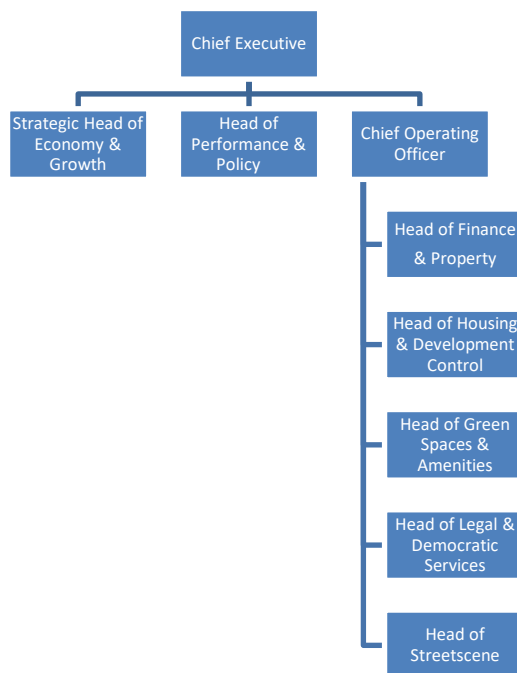 Chief Executive
Strategic Head of
Economy &
Growth
Head of
Performance &
Policy
Chief Operating
Officer
Head of Finance
& Property
Head of Housing
& Development
Control
Head of Green
Spaces &
Amenities
Head of Legal &
Democratic
Services
Head of
Streetscene